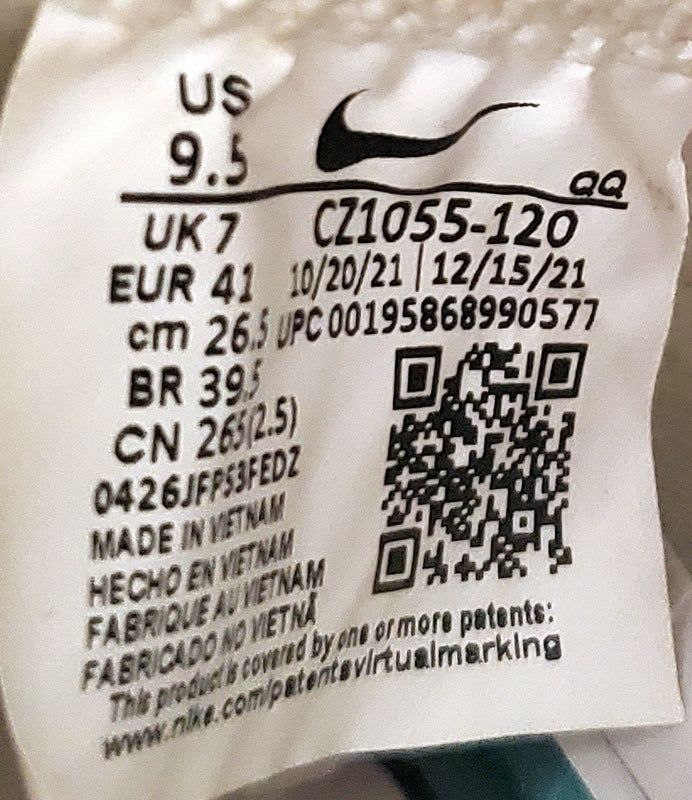 US
9.5
QQ
UK 7 CZ1055-120
EUR 41 10/20/21 | 12/15/21
cm 26.5 UPC 00195868990577
BR 39.5
CN 265(2.5)
0426JFP53FEDZ
MADE IN VIETNAM
HECHO EN VIETNAM
FABRIQUE AU VIETNAM
FABRICADO NO VIETNÃ
This product is covered by one or more patents:
www.nike.com/patentsvirtualmarking